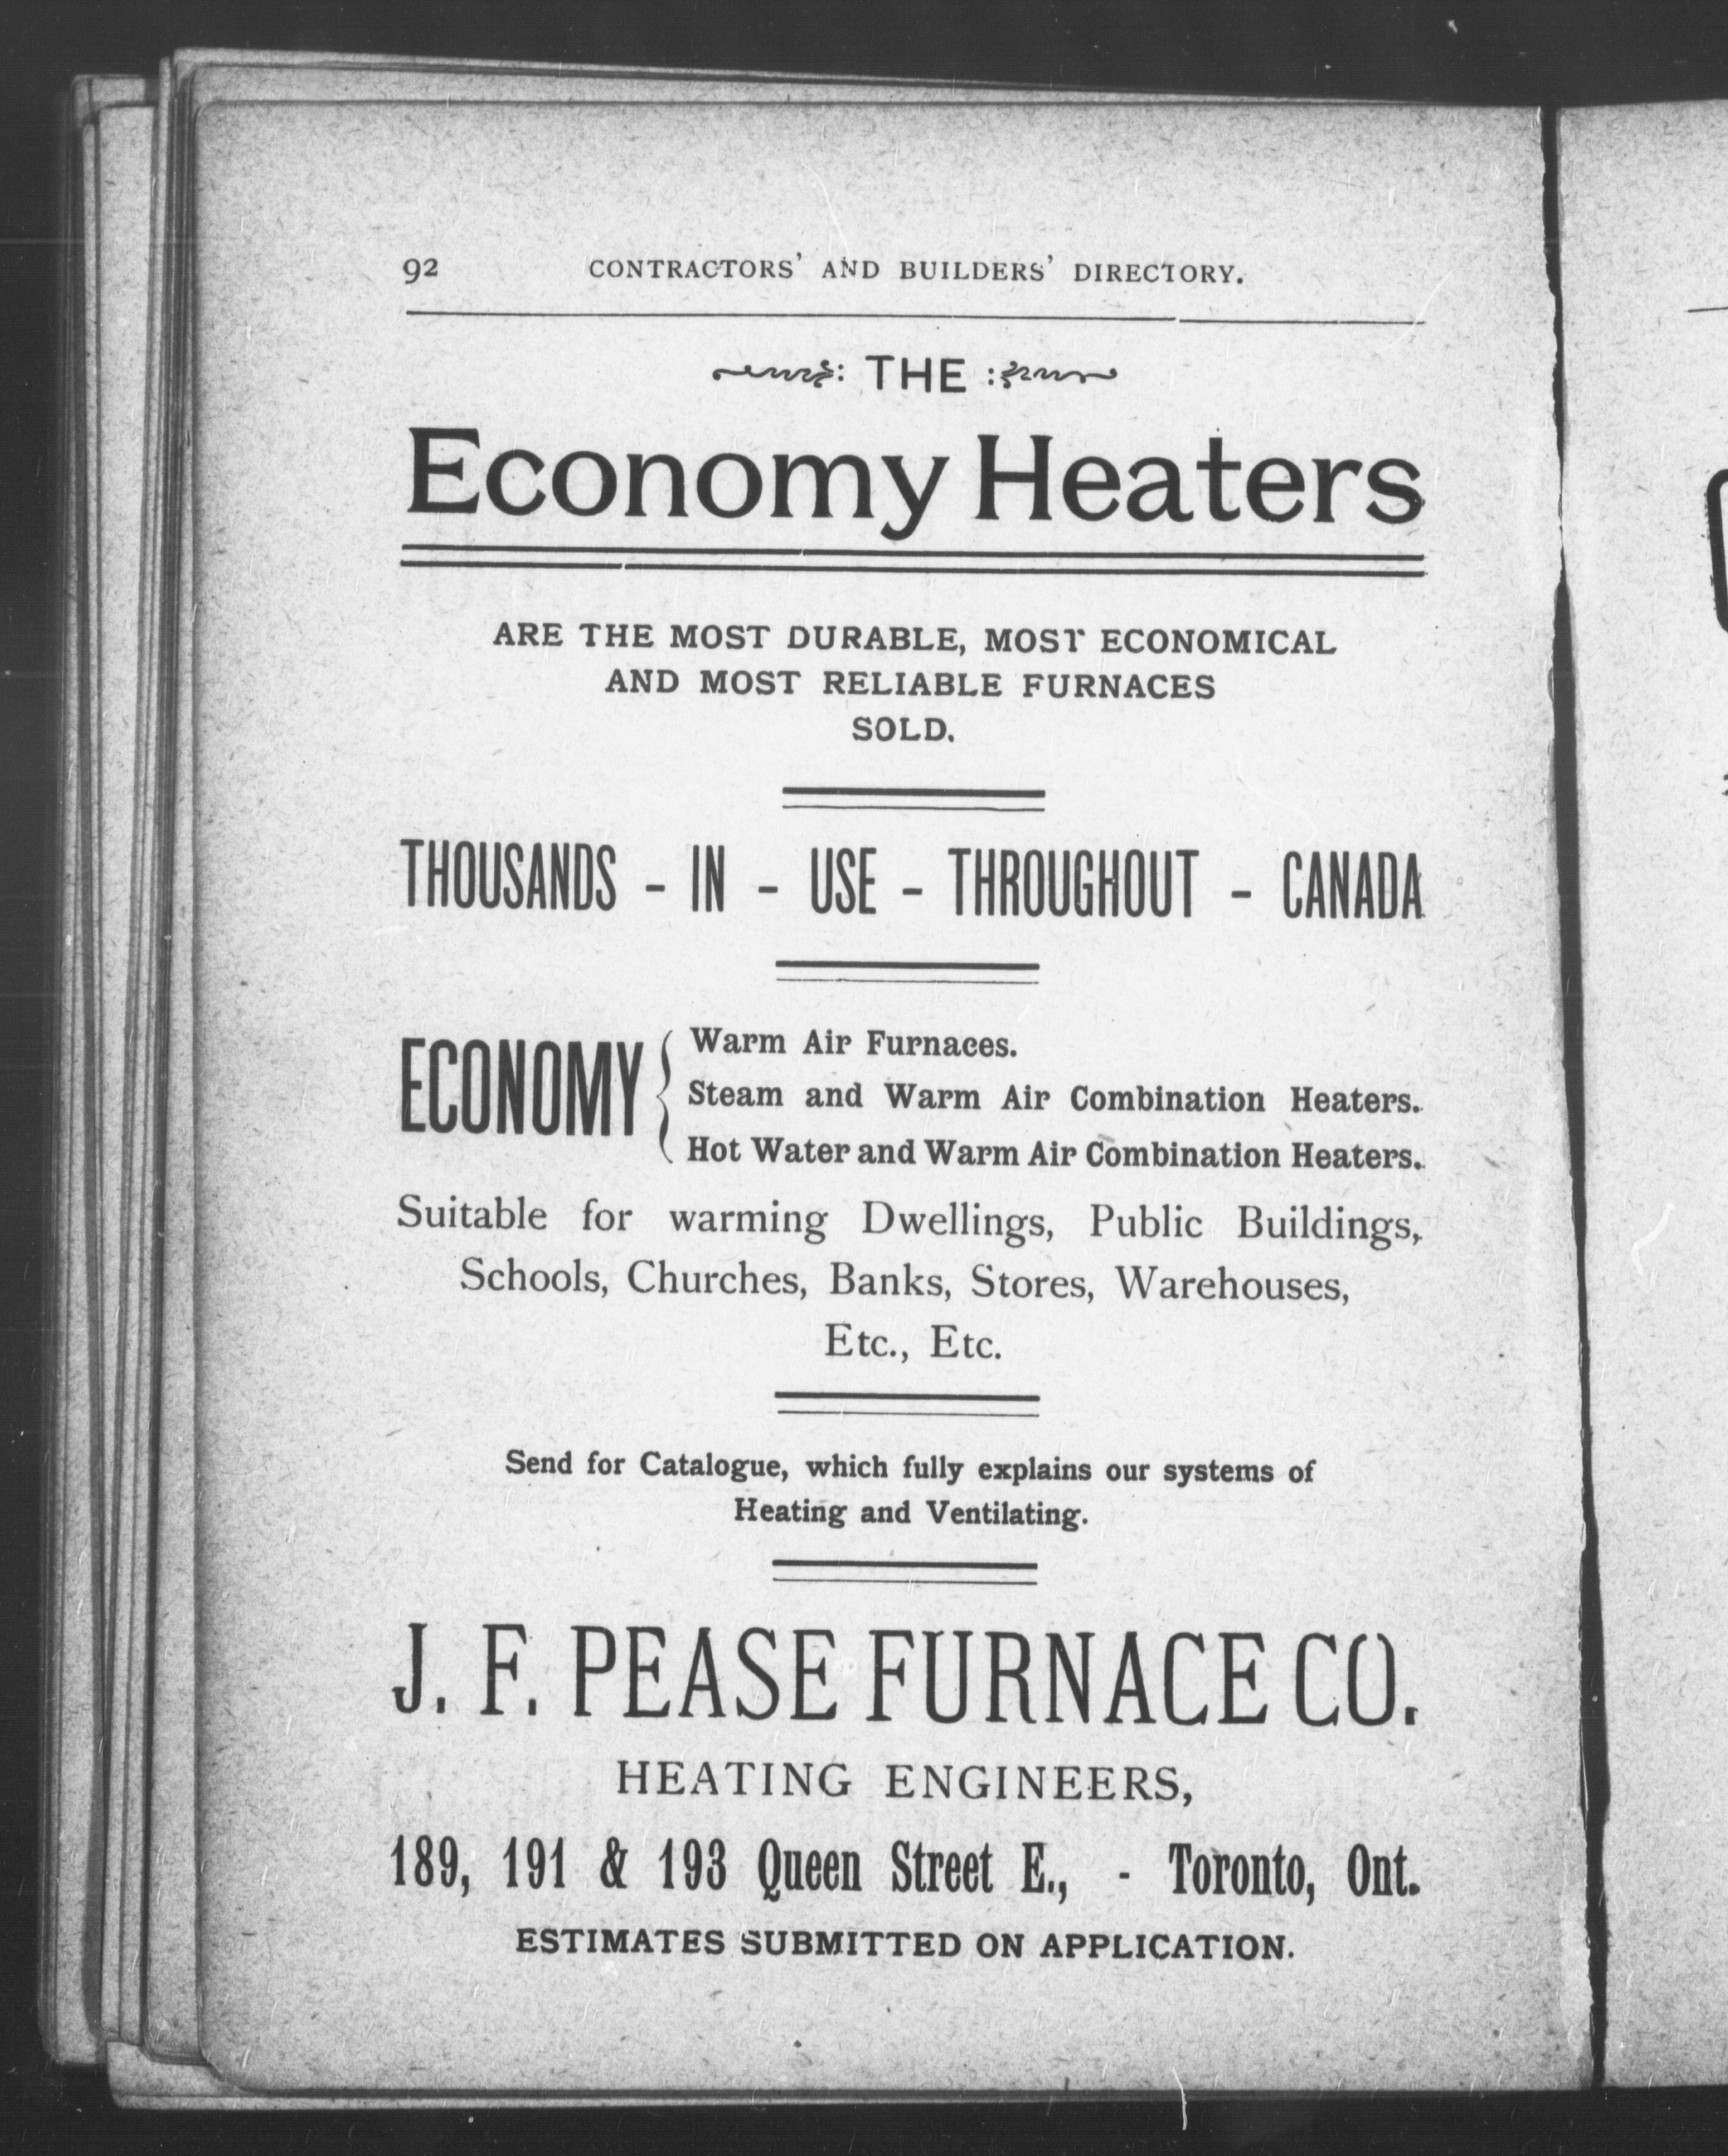 92 CONTRACTORS' AND BUILDERS' DIRECTORY.
: THE :
Economy Heaters
ARE THE MOST DURABLE, MOST ECONOMICAL
AND MOST RELIABLE FURNACES
SOLD.
THOUSANDS - IN - USE - THROUGHOUT - CANADA
ECONOMY { Warm Air Furnaces.
Steam and Warm Air Combination Heaters.
Hot Water and Warm Air Combination Heaters.
Suitable for warming Dwellings, Public Buildings,
Schools, Churches, Banks, Stores, Warehouses,
Etc., Etc.
Send for Catalogue, which fully explains our systems of
Heating and Ventilating.
J. F. PEASE FURNACE CO.
HEATING ENGINEERS,
189, 191 & 193 Queen Street E., - Toronto, Ont.
ESTIMATES SUBMITTED ON APPLICATION.